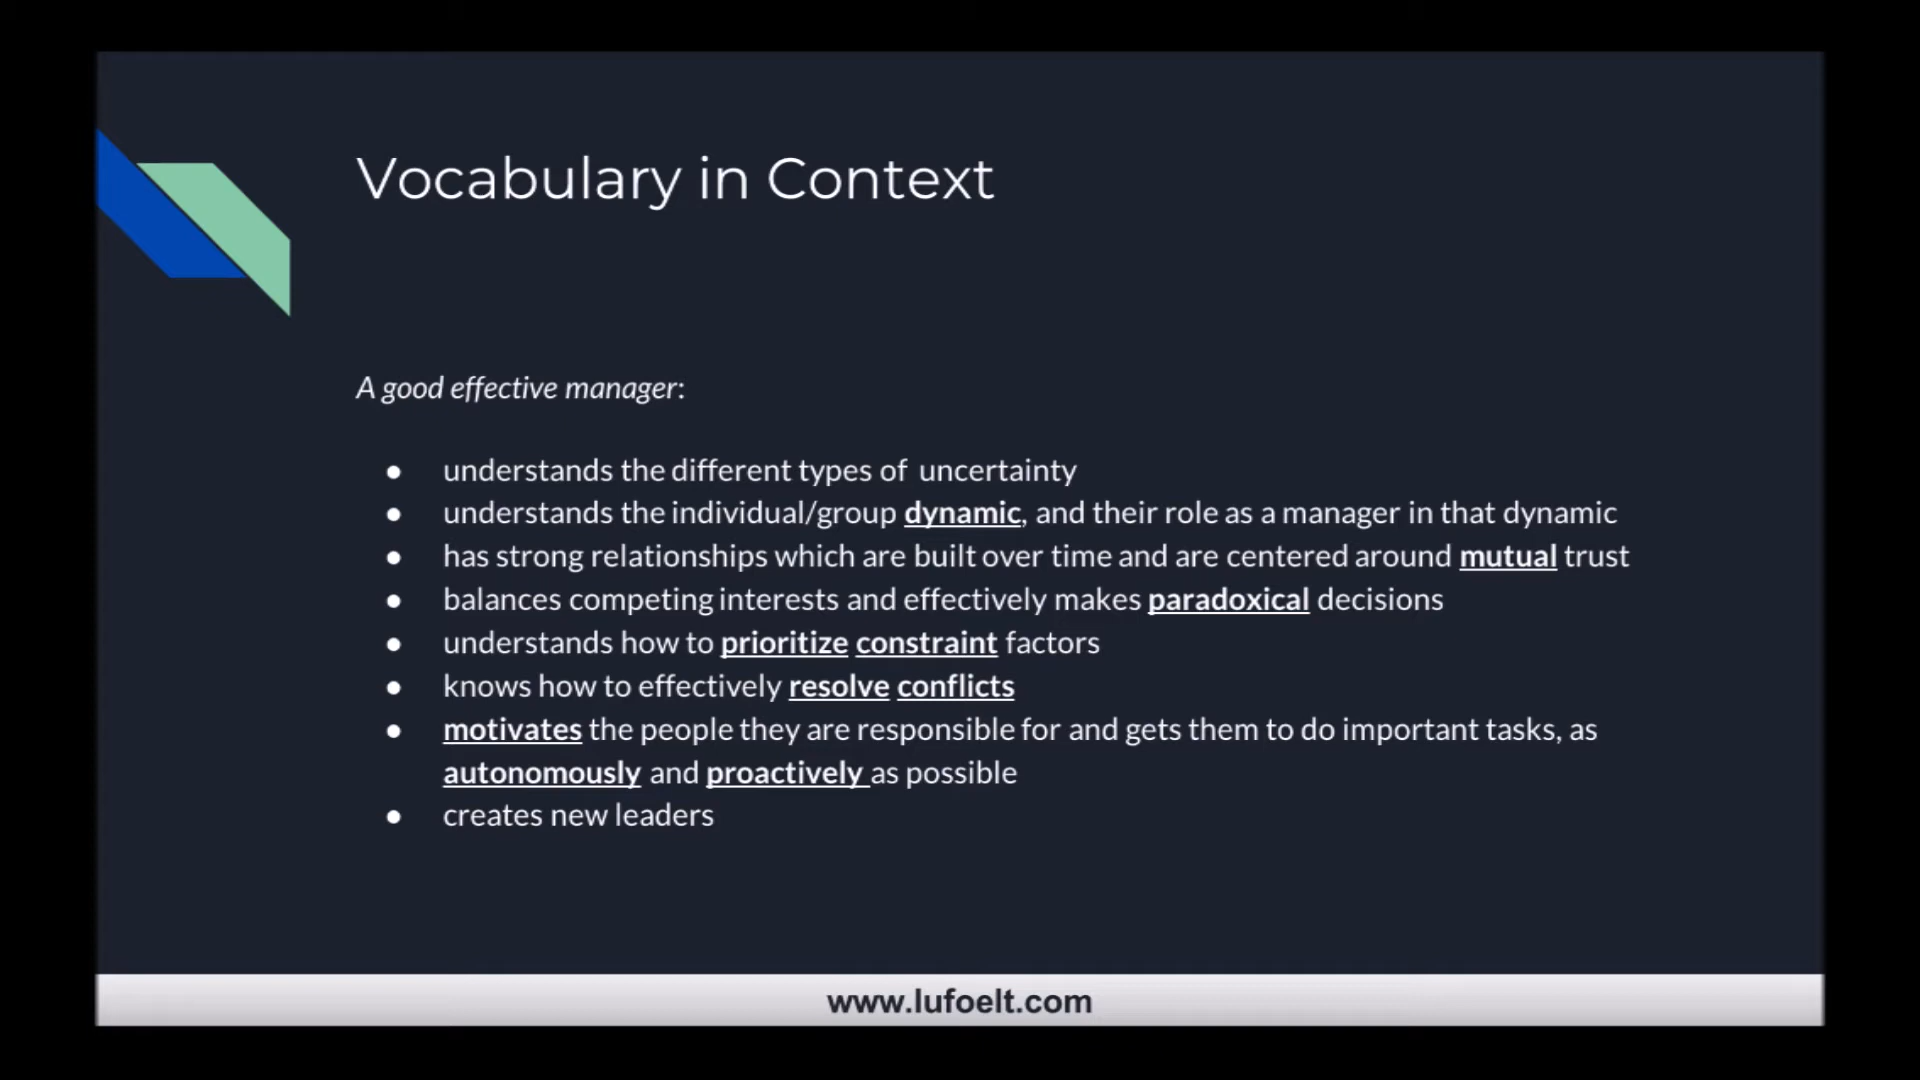 Vocabulary in Context
A good effective manager:
● understands the different types of uncertainty
● understands the individual/group dynamic, and their role as a manager in that dynamic
● has strong relationships which are built over time and are centered around mutual trust
● balances competing interests and effectively makes paradoxical decisions
● understands how to prioritize constraint factors
● knows how to effectively resolve conflicts
● motivates the people they are responsible for and gets them to do important tasks, as
autonomously and proactively as possible
● creates new leaders
www.lufoelt.com